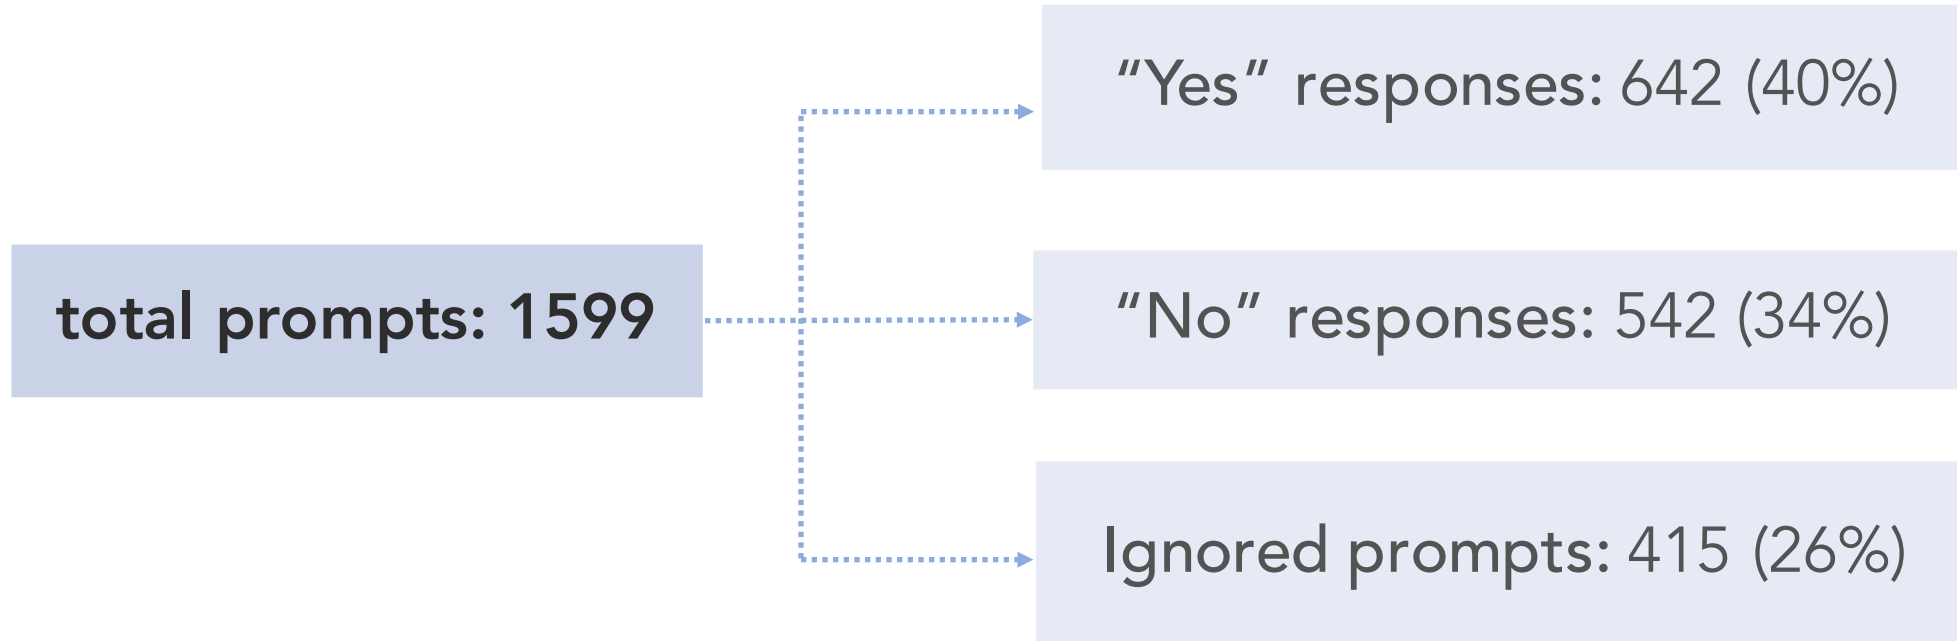 total prompts: 1599
“Yes” responses: 642 (40%)
“No” responses: 542 (34%)
Ignored prompts: 415 (26%)